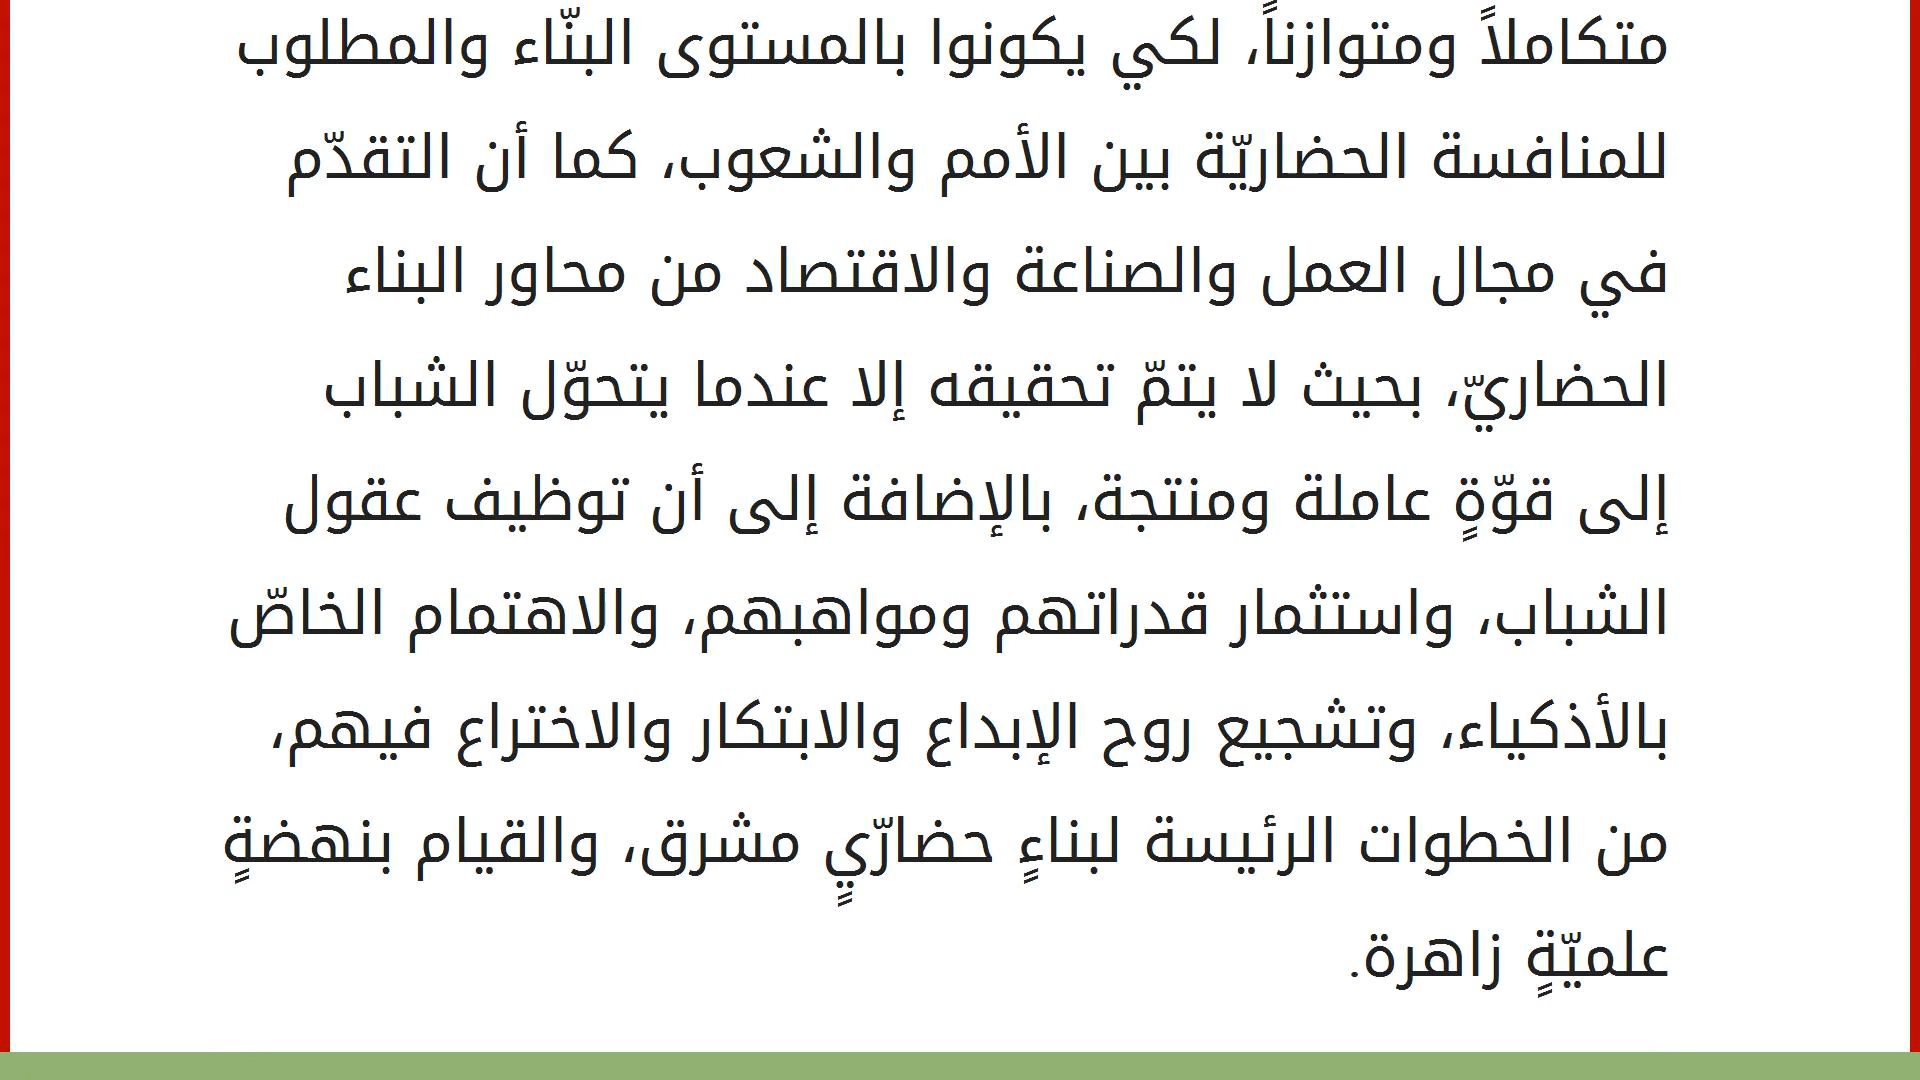 متكاملاً ومتوازناً، لكي يكونوا بالمستوى البنّاء والمطلوب
للمنافسة الحضاريّة بين الأمم والشعوب، كما أن التقدّم
في مجال العمل والصناعة والاقتصاد من محاور البناء
الحضاريّ، بحيث لا يتمّ تحقيقه إلا عندما يتحوّل الشباب
إلى قوّةٍ عاملة ومنتجة، بالإضافة إلى أن توظيف عقول
الشباب، واستثمار قدراتهم ومواهبهم، والاهتمام الخاصّ
بالأذكياء، وتشجيع روح الإبداع والابتكار والاختراع فيهم،
من الخطوات الرئيسة لبناءٍ حضارّيٍ مشرق، والقيام بنهضةٍ
علميّةٍ زاهرة.